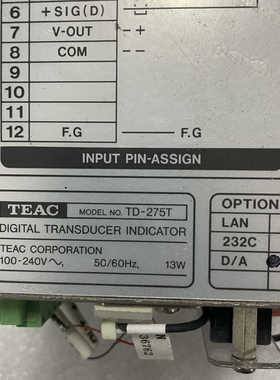 6 +SIG(D)
7 V-OUT
8 COM
9
10
11
12 F.G F.G
INPUT PIN-ASSIGN
TEAC MODEL NO. TD-275T
DIGITAL TRANSDUCER INDICATOR
TEAC CORPORATION
100-240V~, 50/60Hz, 13W
OPTION
LAN
232C
D/A
N
36763